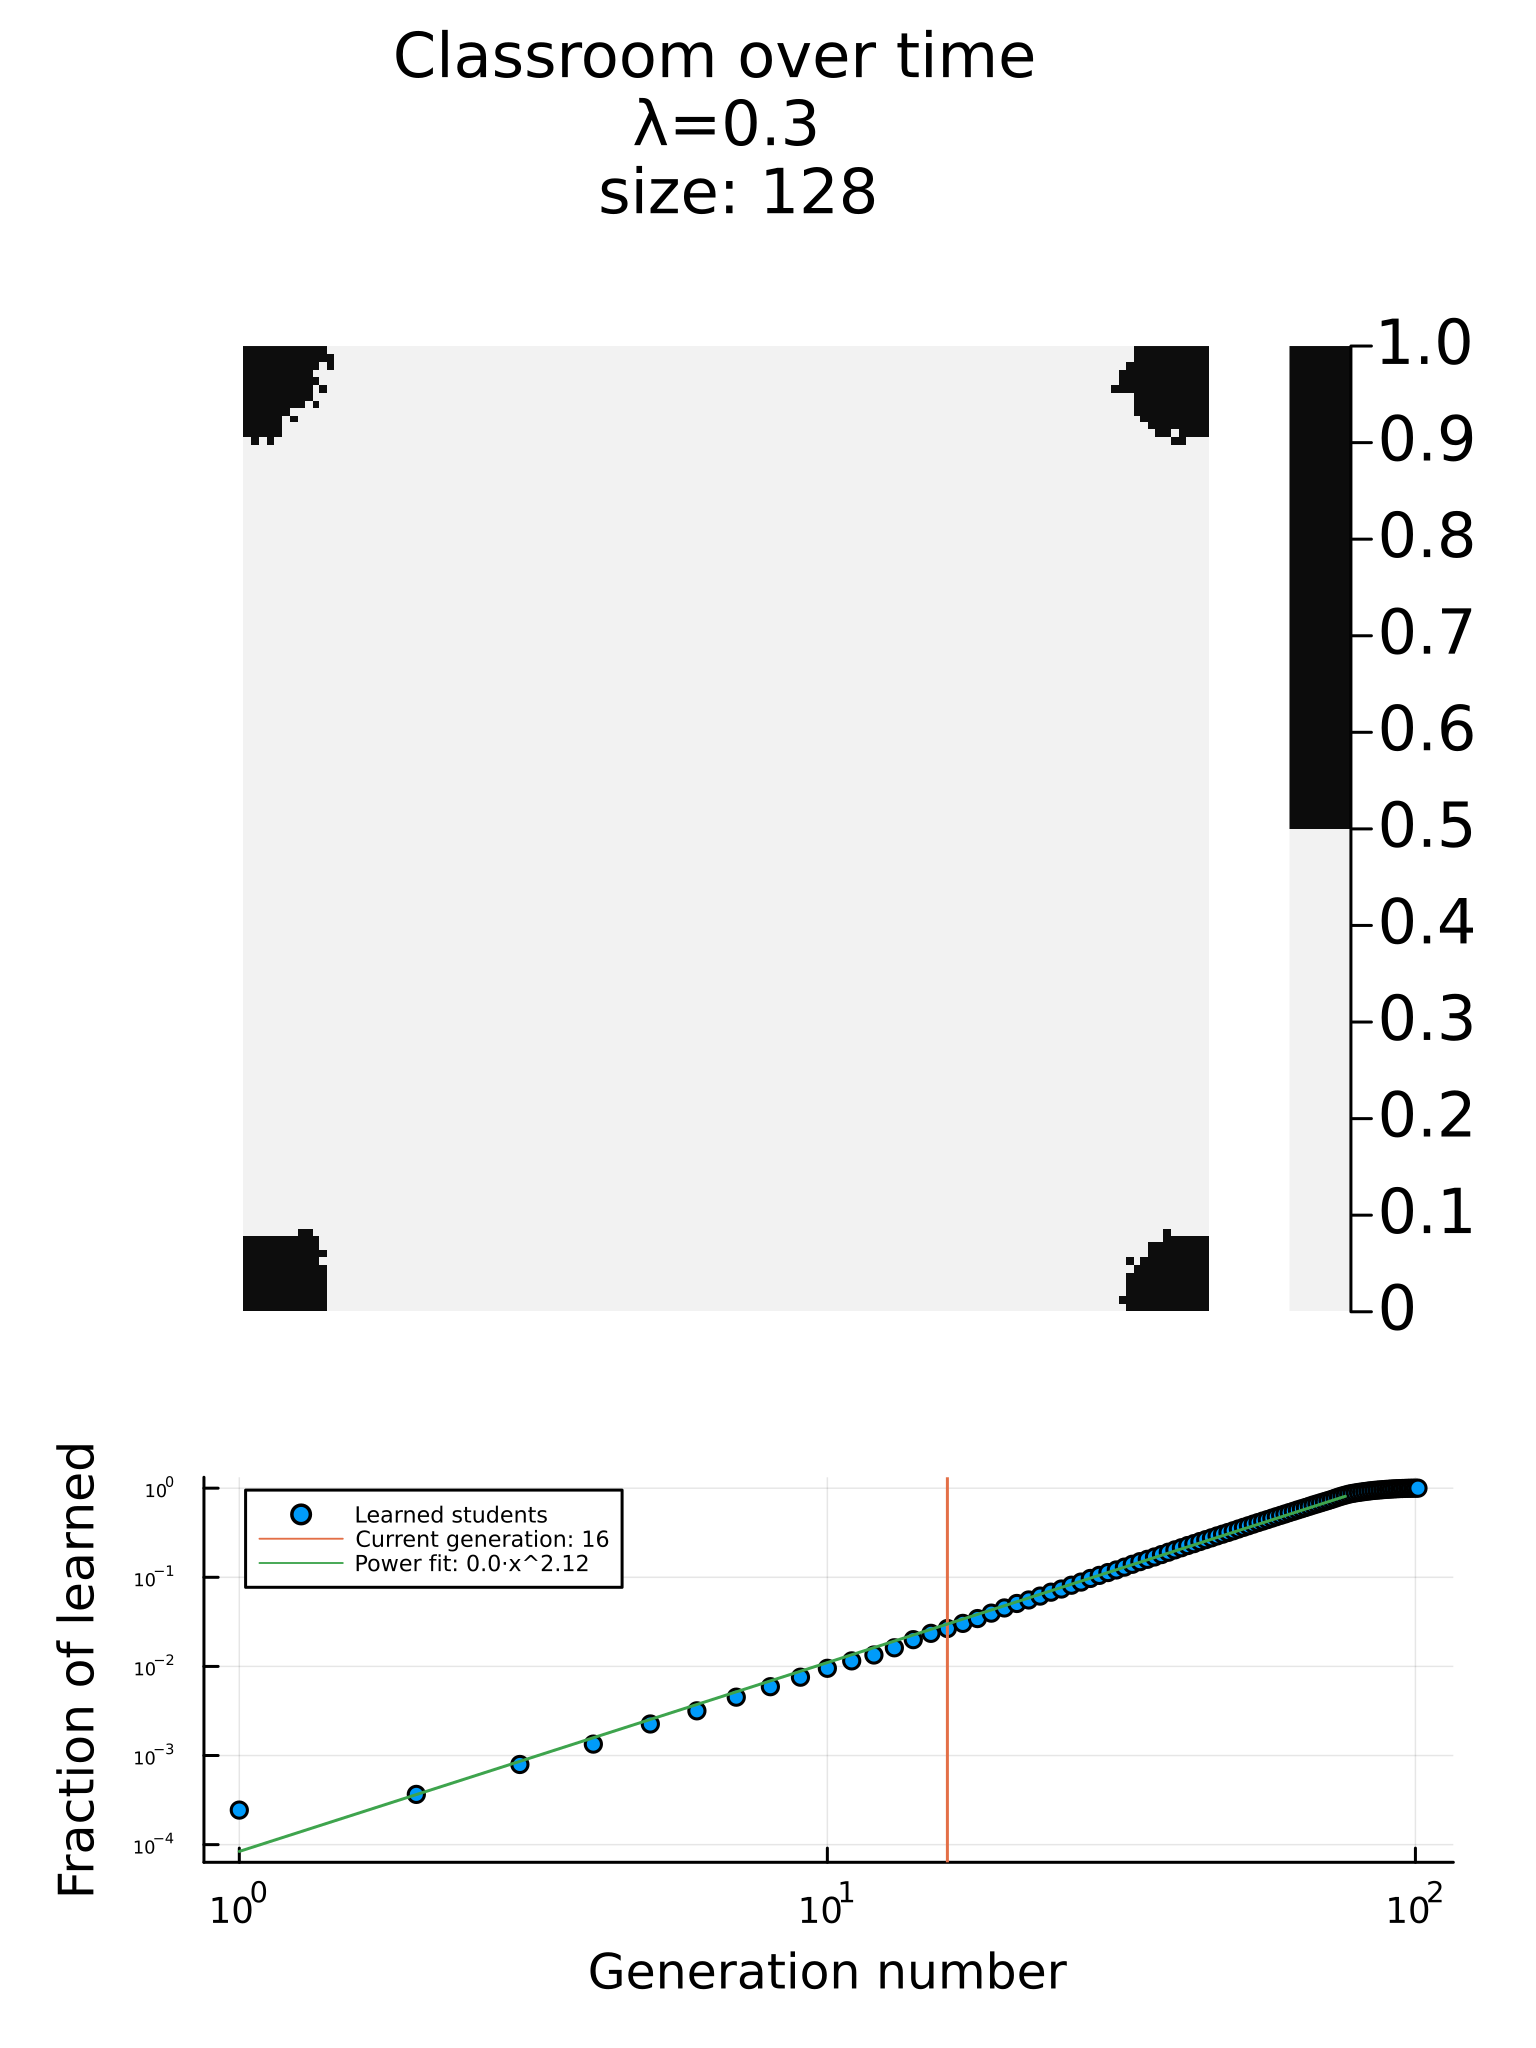 Classroom over time
λ=0.3
size: 128
1.0
0.9
0.8
0.7
0.6
0.5
0.4
0.3
0.2
0.1
0
Fraction of learned
10^0
10^-1
10^-2
10^-3
10^-4
Learned students
Current generation: 16
Power fit: 0.0·x^2.12
10^0 10^1 10^2
Generation number